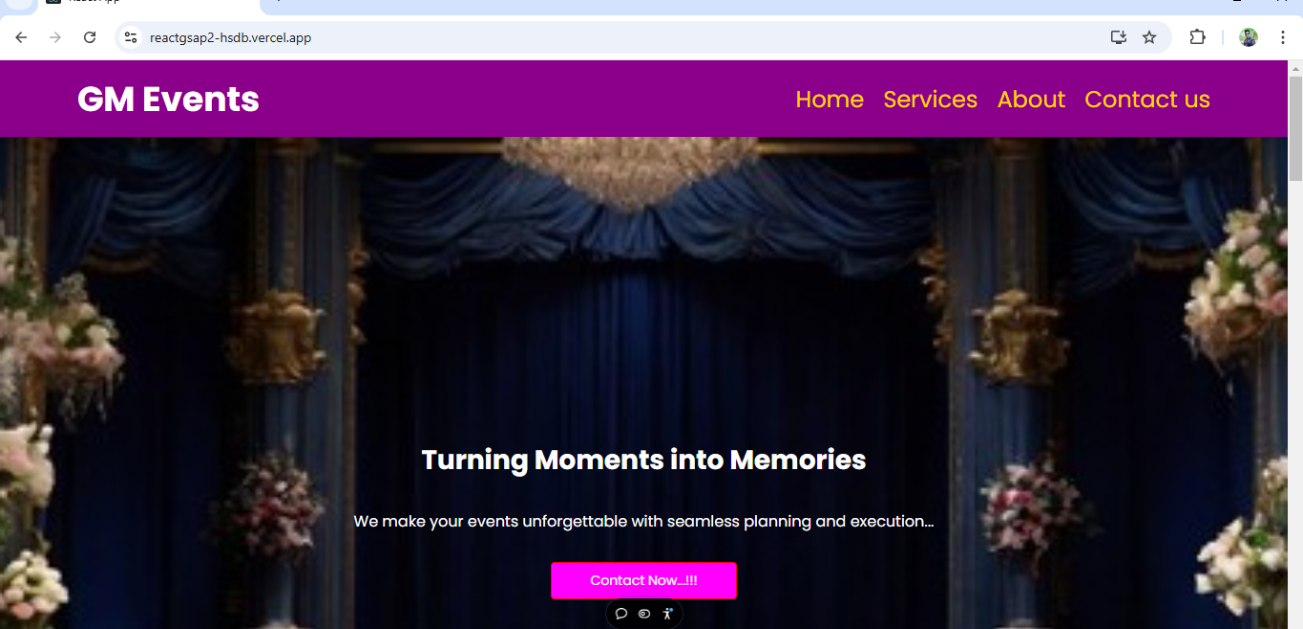 reactgsap2-hsdb.vercel.app
GM Events
Home Services About Contact us
Turning Moments into Memories
We make your events unforgettable with seamless planning and execution...
Contact Now...!!!